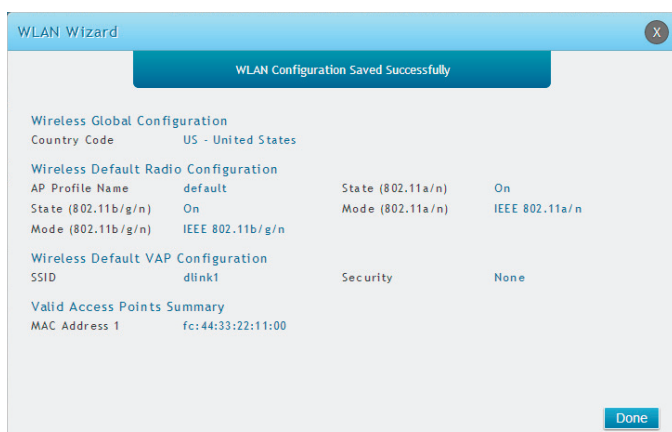 WLAN Wizard
X
WLAN Configuration Saved Successfully
Wireless Global Configuration
Country Code US - United States
Wireless Default Radio Configuration
AP Profile Name default State (802.11a/n) On
State (802.11b/g/n) On Mode (802.11a/n) IEEE 802.11a/n
Mode (802.11b/g/n) IEEE 802.11b/g/n
Wireless Default VAP Configuration
SSID dlink1 Security None
Valid Access Points Summary
MAC Address 1 fc:44:33:22:11:00
Done